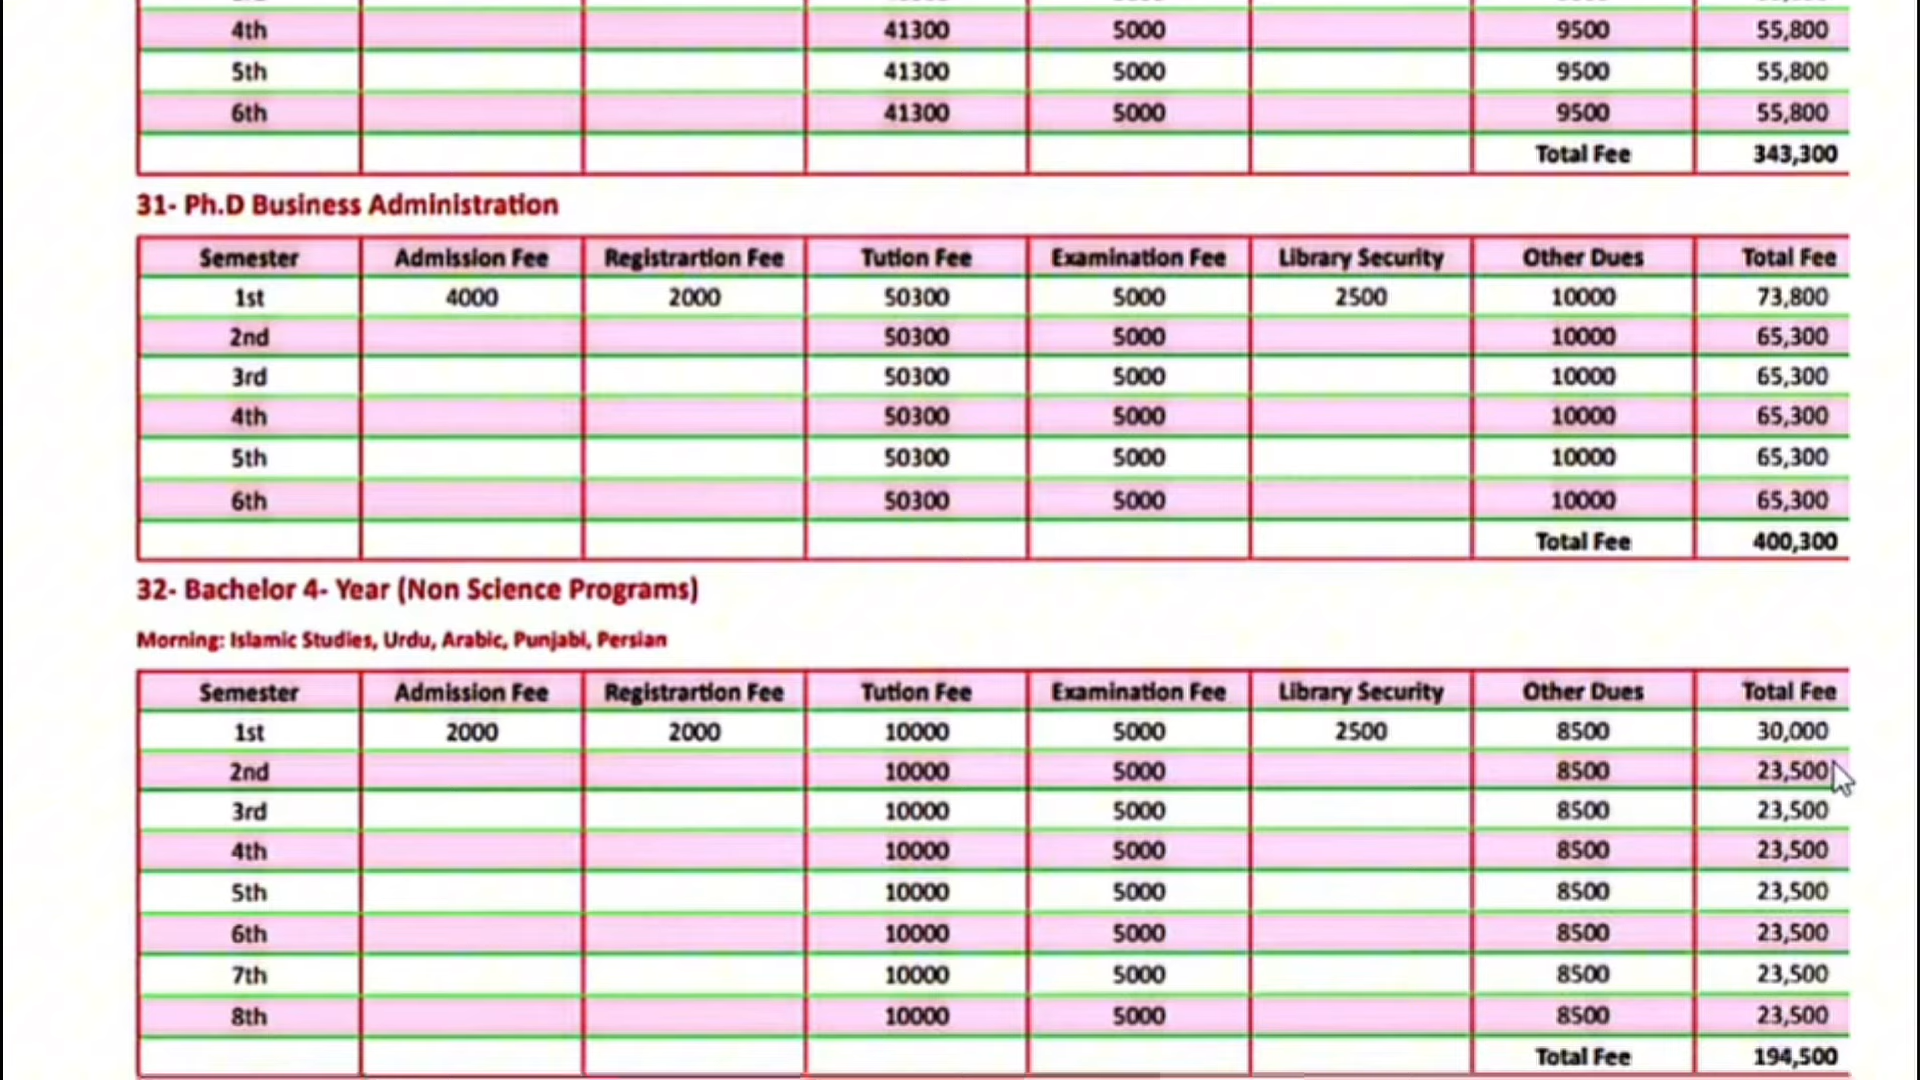 4th 41300 5000 9500 55,800
5th 41300 5000 9500 55,800
6th 41300 5000 9500 55,800
Total Fee 343,300
31- Ph.D Business Administration
Semester Admission Fee Registrartion Fee Tution Fee Examination Fee Library Security Other Dues Total Fee
1st 4000 2000 50300 5000 2500 10000 73,800
2nd 50300 5000 10000 65,300
3rd 50300 5000 10000 65,300
4th 50300 5000 10000 65,300
5th 50300 5000 10000 65,300
6th 50300 5000 10000 65,300
Total Fee 400,300
32- Bachelor 4- Year (Non Science Programs)
Morning: Islamic Studies, Urdu, Arabic, Punjabi, Persian
Semester Admission Fee Registrartion Fee Tution Fee Examination Fee Library Security Other Dues Total Fee
1st 2000 2000 10000 5000 2500 8500 30,000
2nd 10000 5000 8500 23,500
3rd 10000 5000 8500 23,500
4th 10000 5000 8500 23,500
5th 10000 5000 8500 23,500
6th 10000 5000 8500 23,500
7th 10000 5000 8500 23,500
8th 10000 5000 8500 23,500
Total Fee 194,500